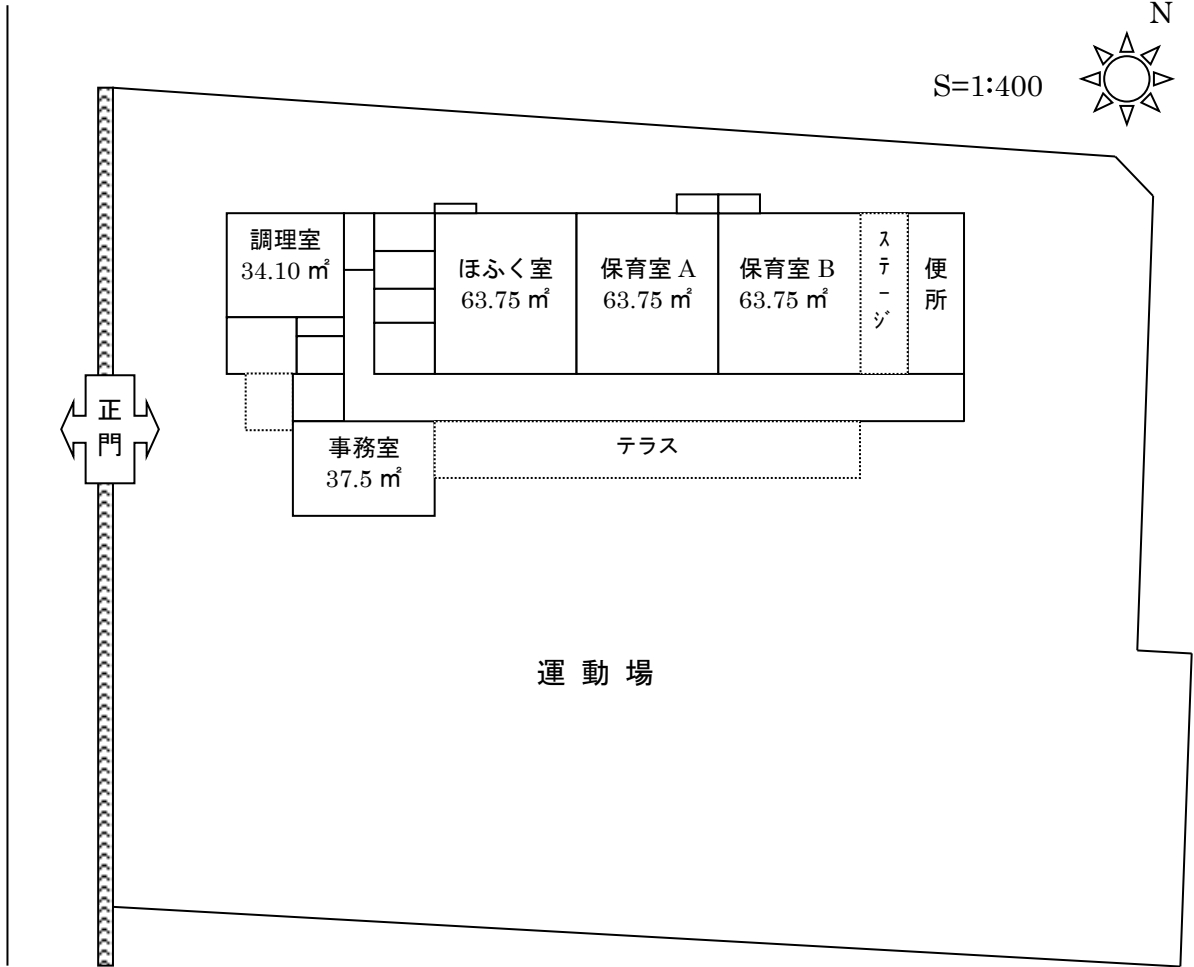 N
S=1:400
調理室
34.10 ㎡
ほふく室
63.75 ㎡
保育室 A
63.75 ㎡
保育室 B
63.75 ㎡
ｽﾃｰｼﾞ
便所
正門
事務室
37.5 ㎡
テラス
運 動 場